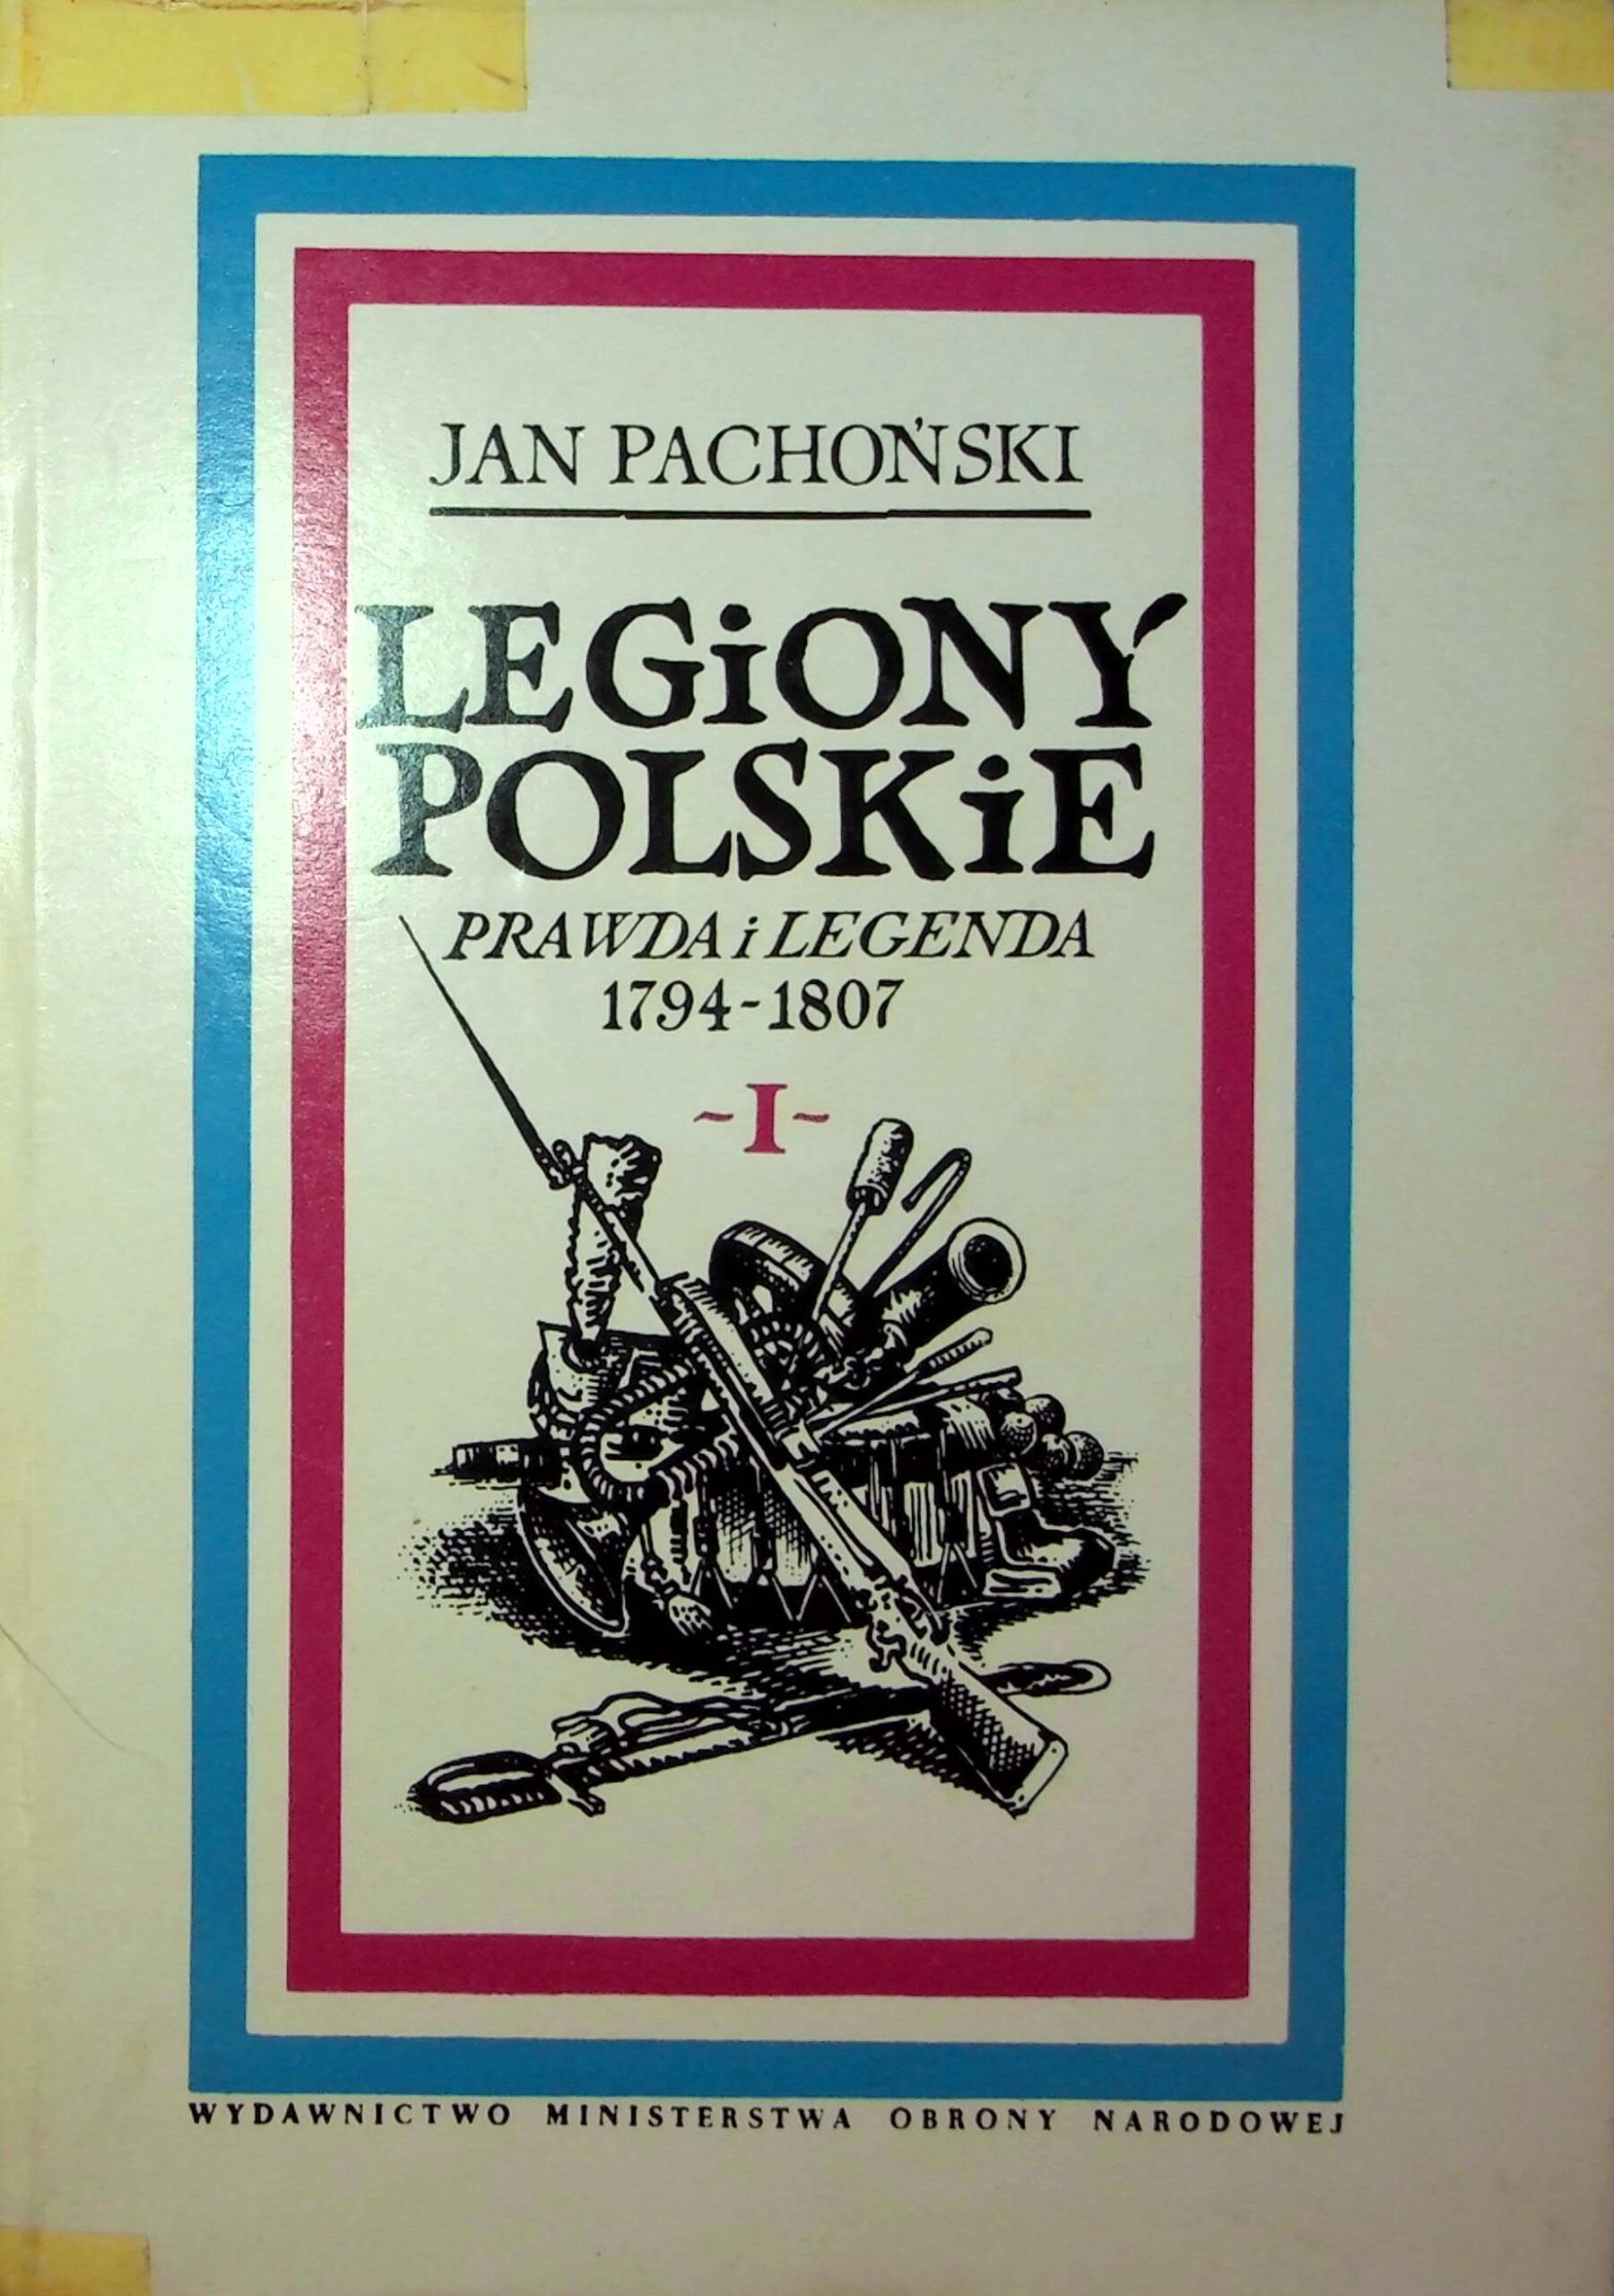 JAN PACHOŃSKI
LEGiONY
POLSKiE
PRAWDA i LEGENDA
1794-1807
~I~
WYDAWNICTWO MINISTERSTWA OBRONY NARODOWEJ